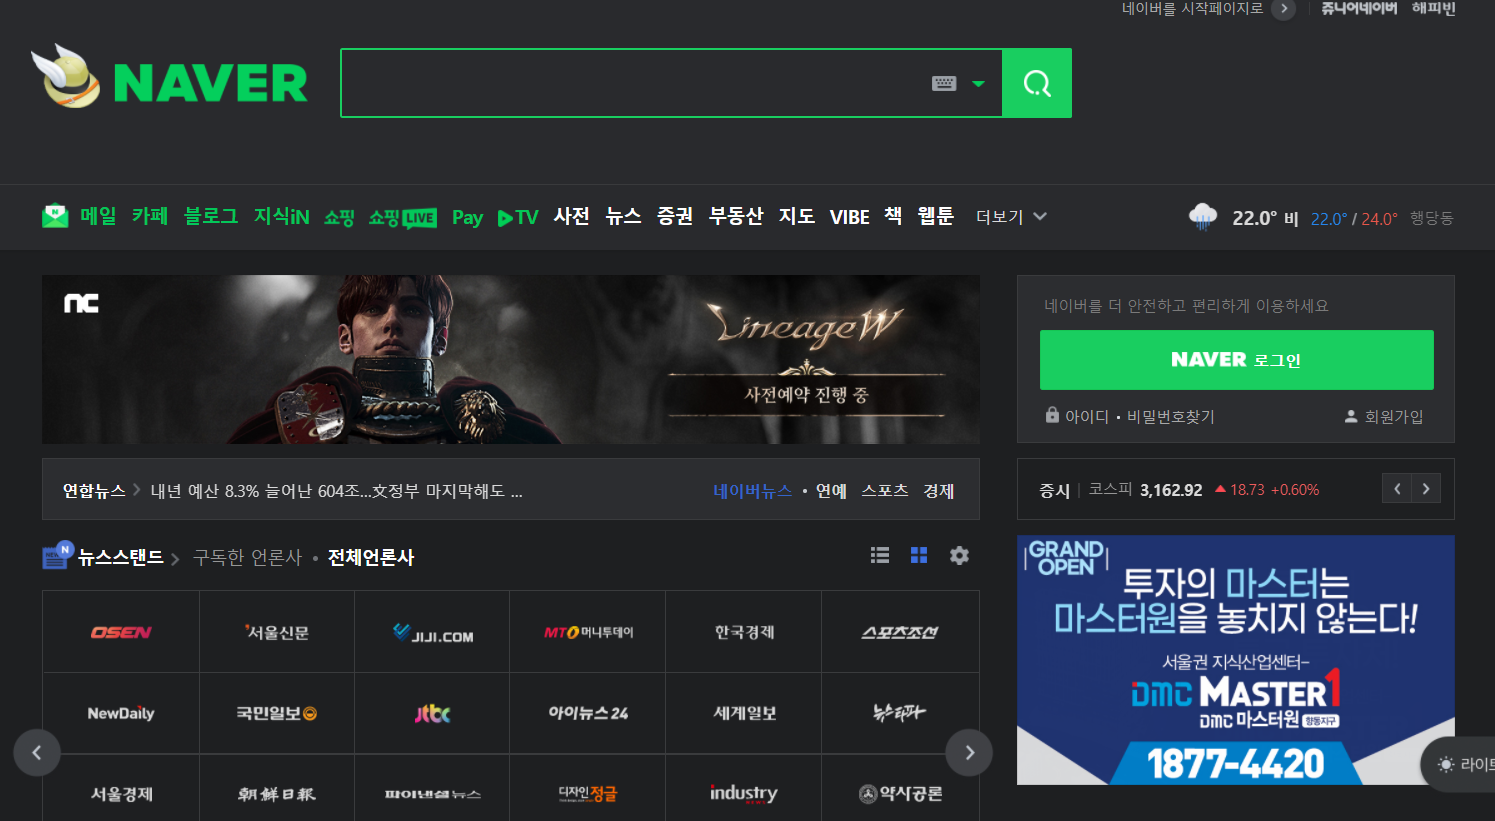 네이버를 시작페이지로 쥬니어네이버 해피빈
NAVER
메일 카페 블로그 지식iN 쇼핑 쇼핑LIVE Pay TV 사전 뉴스 증권 부동산 지도 VIBE 책 웹툰 더보기
22.0° 비 22.0° / 24.0° 행당동
nc
LineageW
사전예약 진행 중
네이버를 더 안전하고 편리하게 이용하세요
NAVER 로그인
아이디 • 비밀번호찾기 회원가입
연합뉴스 > 내년 예산 8.3% 늘어난 604조...文정부 마지막해도 ...
네이버뉴스 • 연예 스포츠 경제
증시 | 코스피 3,162.92 ▲ 18.73 +0.60%
NEW N 뉴스스탠드 > 구독한 언론사 • 전체언론사
OSEN 서울신문 JIJI.COM MTO머니투데이 한국경제 스포츠조선
NewDaily 국민일보 jtbc 아이뉴스24 세계일보 뉴스타파
서울경제 朝鮮日報 파이낸셜뉴스 디자인정글 industry NEWS 약사공론
GRAND
OPEN
투자의 마스터는
마스터원을 놓치지 않는다!
서울권 지식산업센터-
DMC MASTER1
DMC 마스터원 향동지구
1877-4420
라이트